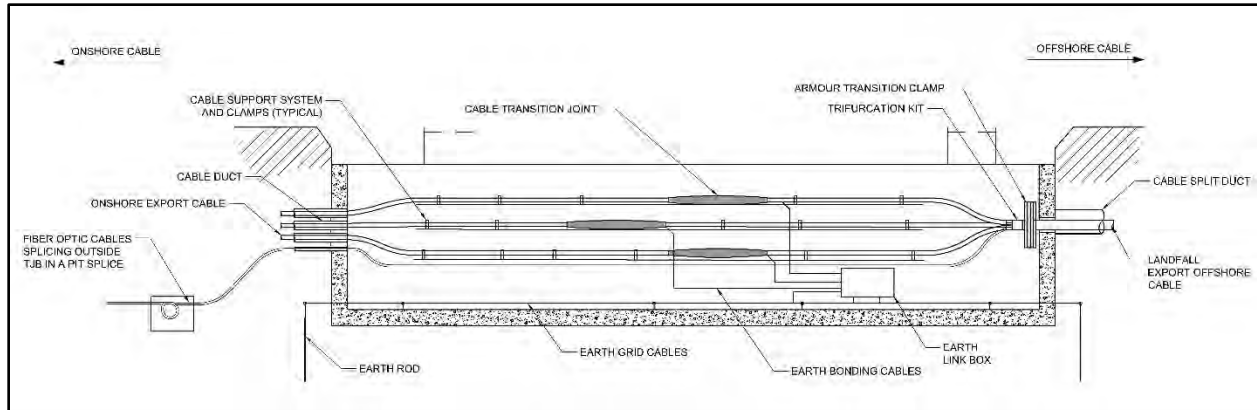 ONSHORE CABLE
OFFSHORE CABLE
ARMOUR TRANSITION CLAMP
TRIFURCATION KIT
CABLE SUPPORT SYSTEM
AND CLAMPS (TYPICAL)
CABLE TRANSITION JOINT
CABLE DUCT
CABLE SPLIT DUCT
ONSHORE EXPORT CABLE
FIBER OPTIC CABLES
SPLICING OUTSIDE
TJB IN A PIT SPLICE
LANDFALL
EXPORT OFFSHORE
CABLE
EARTH GRID CABLES
EARTH
LINK BOX
EARTH ROD
EARTH BONDING CABLES